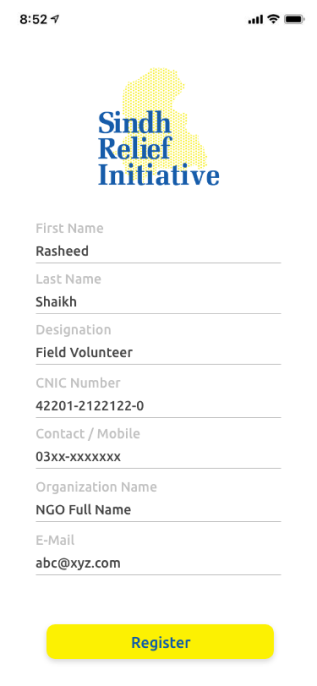 8:52
Sindh
Relief
Initiative
First Name
Rasheed
Last Name
Shaikh
Designation
Field Volunteer
CNIC Number
42201-2122122-0
Contact / Mobile
03xx-xxxxxxx
Organization Name
NGO Full Name
E-Mail
abc@xyz.com
Register